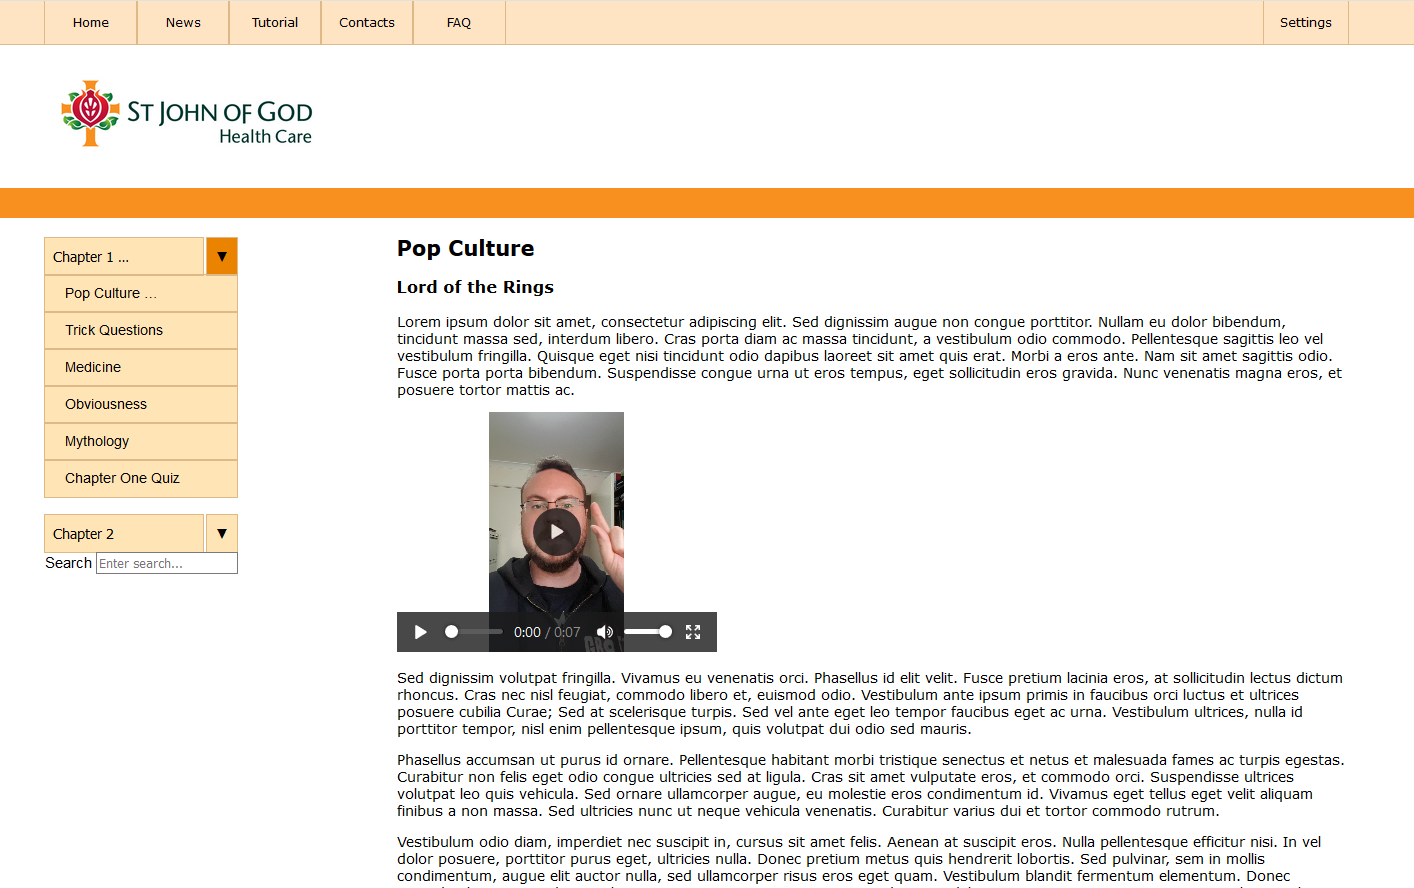 Home
News
Tutorial
Contacts
FAQ
Settings
ST JOHN OF GOD
Health Care
Chapter 1 ...
▼
Pop Culture ...
Trick Questions
Medicine
Obviousness
Mythology
Chapter One Quiz
Chapter 2
▼
Search Enter search...
Pop Culture
Lord of the Rings
Lorem ipsum dolor sit amet, consectetur adipiscing elit. Sed dignissim augue non congue porttitor. Nullam eu dolor bibendum,
tincidunt massa sed, interdum libero. Cras porta diam ac massa tincidunt, a vestibulum odio commodo. Pellentesque sagittis leo vel
vestibulum fringilla. Quisque eget nisi tincidunt odio dapibus laoreet sit amet quis erat. Morbi a eros ante. Nam sit amet sagittis odio.
Fusce porta porta bibendum. Suspendisse congue urna ut eros tempus, eget sollicitudin eros gravida. Nunc venenatis magna eros, et
posuere tortor mattis ac.
0:00 / 0:07
Sed dignissim volutpat fringilla. Vivamus eu venenatis orci. Phasellus id elit velit. Fusce pretium lacinia eros, at sollicitudin lectus dictum
rhoncus. Cras nec nisl feugiat, commodo libero et, euismod odio. Vestibulum ante ipsum primis in faucibus orci luctus et ultrices
posuere cubilia Curae; Sed at scelerisque turpis. Sed vel ante eget leo tempor faucibus eget ac urna. Vestibulum ultrices, nulla id
porttitor tempor, nisl enim pellentesque ipsum, quis volutpat dui odio sed mauris.
Phasellus accumsan ut purus id ornare. Pellentesque habitant morbi tristique senectus et netus et malesuada fames ac turpis egestas.
Curabitur non felis eget odio congue ultricies sed at ligula. Cras sit amet vulputate eros, et commodo orci. Suspendisse ultrices
volutpat leo quis vehicula. Sed ornare ullamcorper augue, eu molestie eros condimentum id. Vivamus eget tellus eget velit aliquam
finibus a non massa. Sed ultricies nunc ut neque vehicula venenatis. Curabitur varius dui et tortor commodo rutrum.
Vestibulum odio diam, imperdiet nec suscipit in, cursus sit amet felis. Aenean at suscipit eros. Nulla pellentesque efficitur nisi. In vel
dolor posuere, porttitor purus eget, ultricies nulla. Donec pretium metus quis hendrerit lobortis. Sed pulvinar, sem in mollis
condimentum, augue elit auctor nulla, sed ullamcorper risus eros eget quam. Vestibulum blandit fermentum elementum. Donec